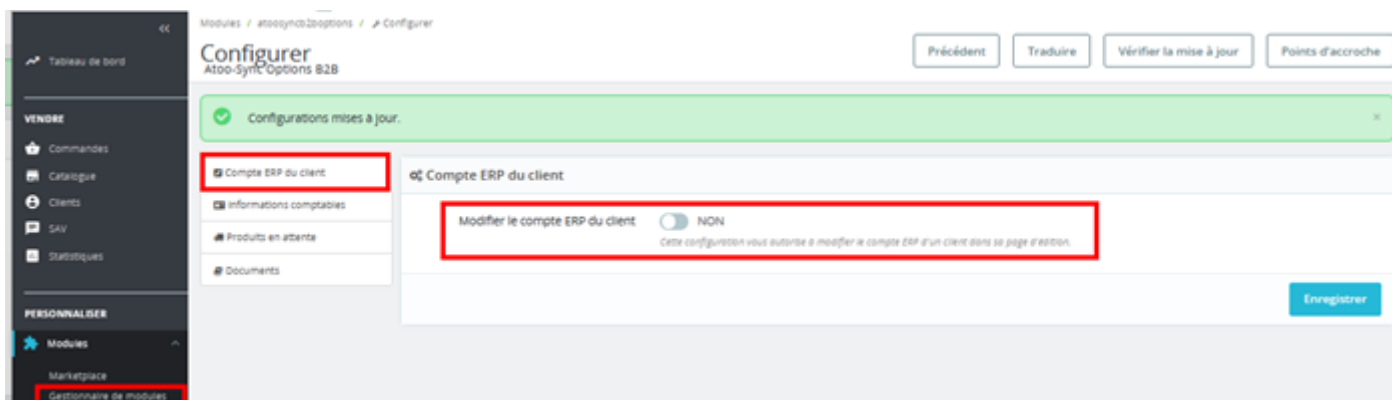 «
Modules / atoosyncb2boptions / Configurer
Configurer
Atoo-Sync Options B2B
Précédent
Traduire
Vérifier la mise à jour
Points d'accroche
Tableau de bord
Configurations mises à jour.
×
VENDRE
Commandes
Catalogue
Clients
SAV
Statistiques
PERSONNALISER
Modules
Marketplace
Gestionnaire de modules
Compte ERP du client
Informations comptables
Produits en attente
Documents
Compte ERP du client
Modifier le compte ERP du client NON
Cette configuration vous autorise à modifier le compte ERP d'un client dans sa page d'édition.
Enregistrer